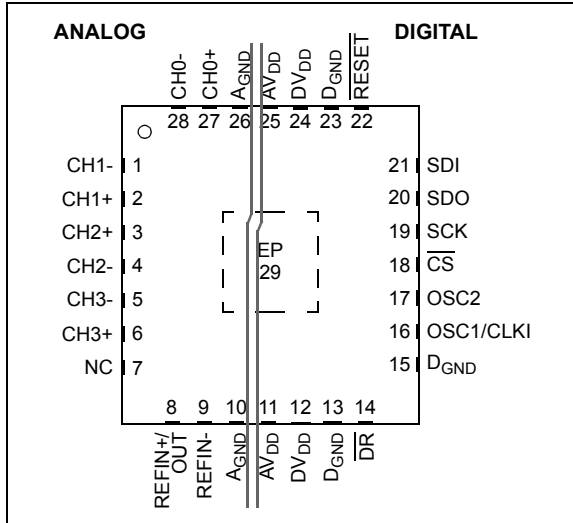 ANALOG DIGITAL
CH0- CH0+ AGND AVDD DVDD DGND RESET
28 27 26 25 24 23 22
CH1- 1
CH1+ 2
CH2+ 3
CH2- 4
CH3- 5
CH3+ 6
NC 7
EP
29
21 SDI
20 SDO
19 SCK
18 CS
17 OSC2
16 OSC1/CLKI
15 DGND
8 9 10 11 12 13 14
REFIN+/
OUT
REFIN-
AGND
AVDD
DVDD
DGND
DR